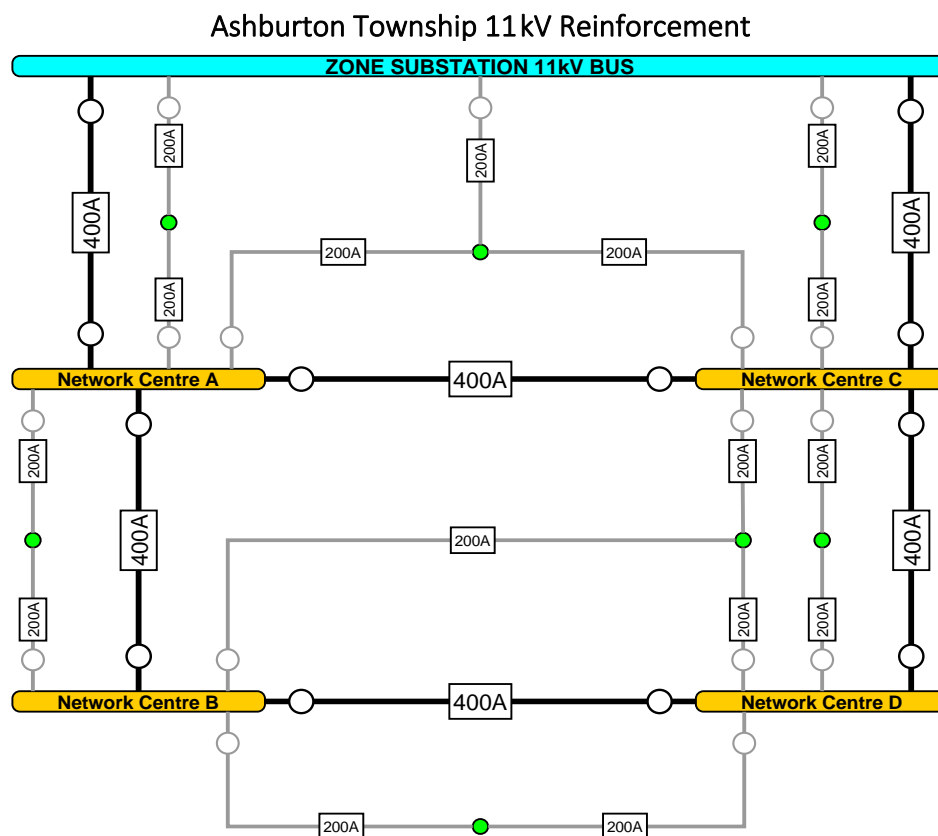 Ashburton Township 11kV Reinforcement
ZONE SUBSTATION 11kV BUS
200A
200A
200A
400A
400A
200A
200A
200A
200A
Network Centre A
400A
Network Centre C
200A
200A
200A
400A
200A
400A
200A
200A
200A
Network Centre B
400A
Network Centre D
200A
200A